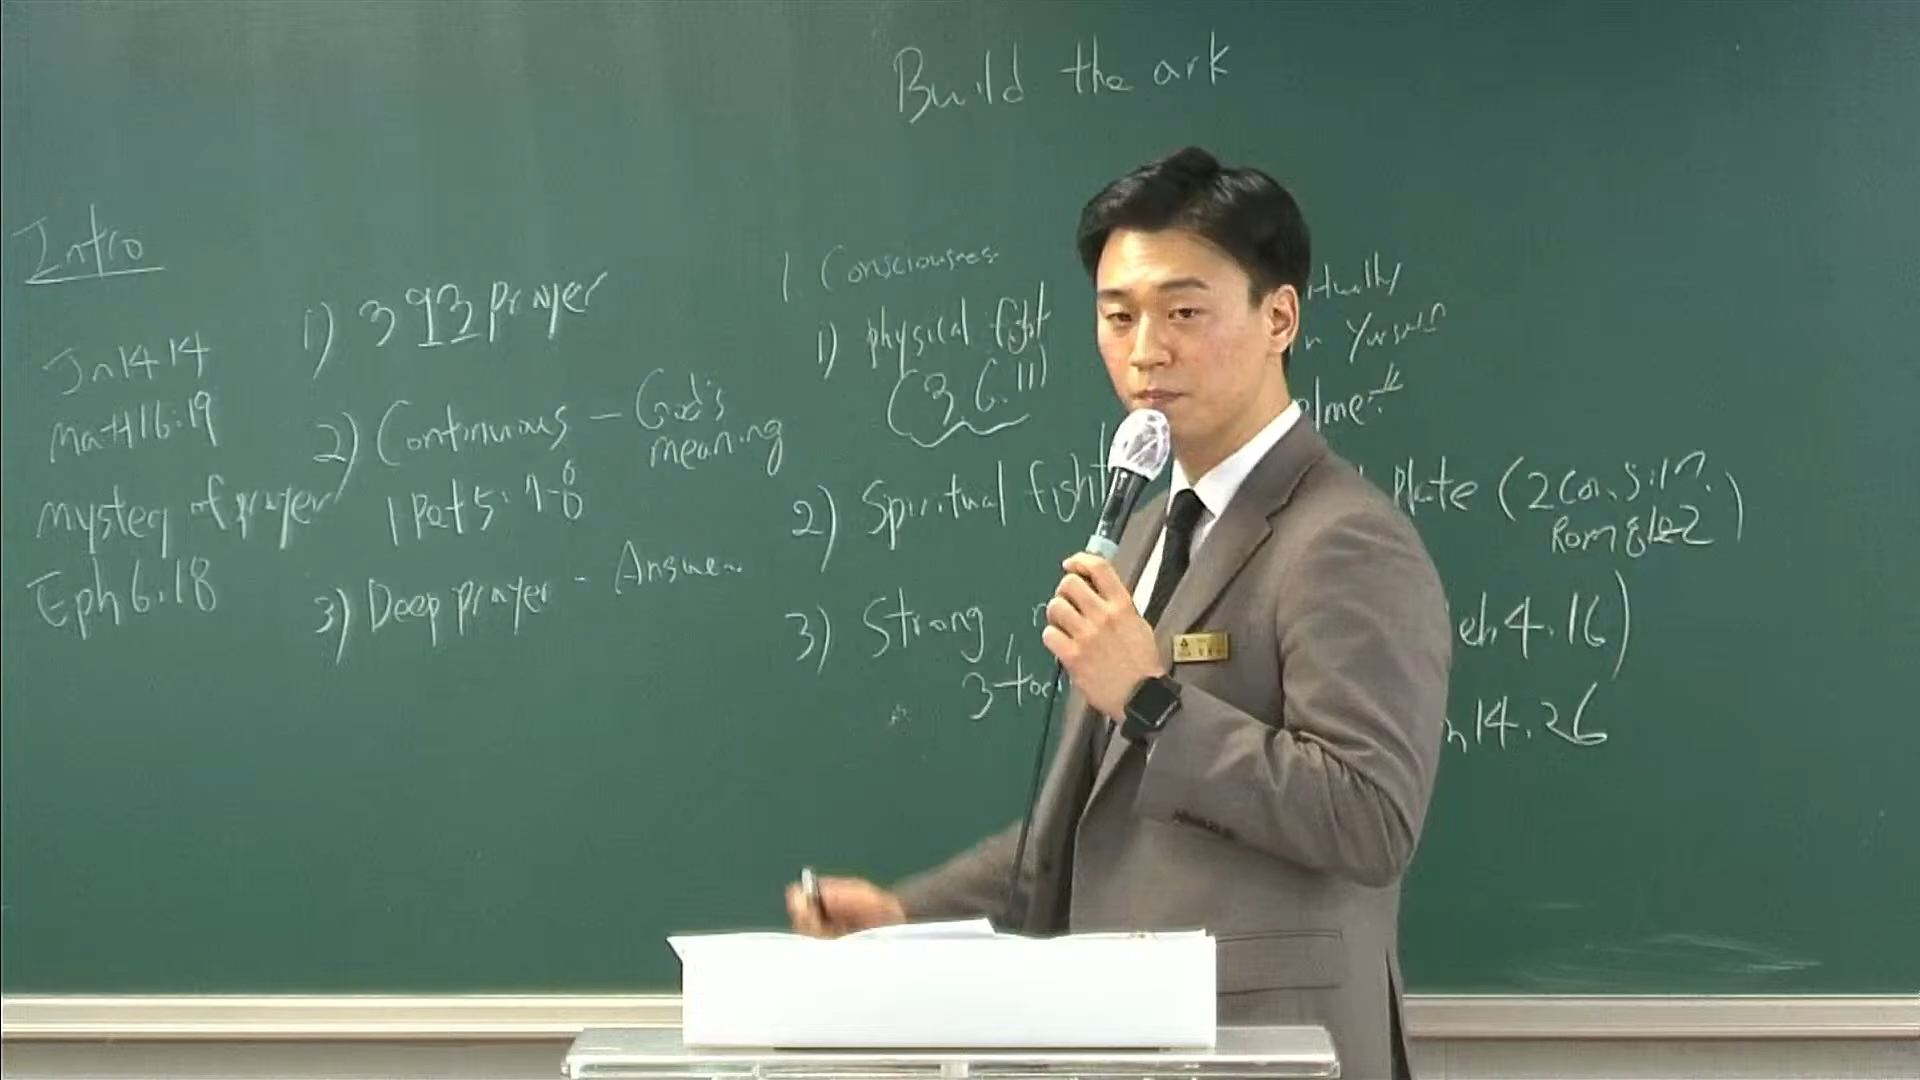 Build the ark
Intro
Jn 14 14
Matt 16:19
mystery of prayer
Eph 6:18
1) 393 prayer
2) Continuous - God's
meaning
1 Pet 5:7-8
3) Deep prayer - Answer
1. Consciousness
1) physical fight
(3.6.11)
2) Spiritual fight
3) Strong,
3
plate (2 Cor. 5:17.
Rom 8:1-2)
eh 4.16)
n 14.26